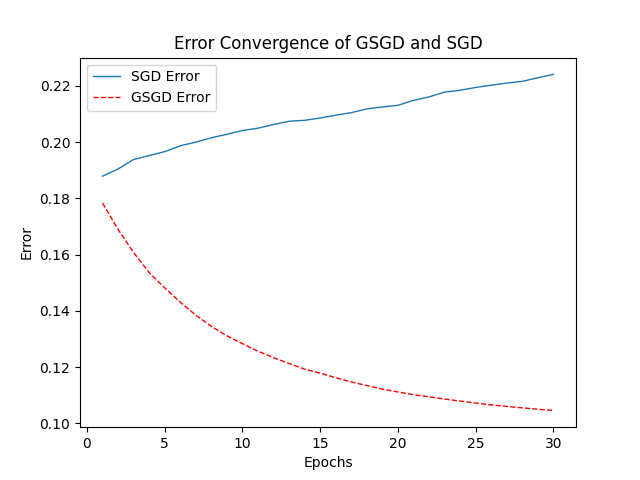 Error Convergence of GSGD and SGD
SGD Error
GSGD Error
0.22
0.20
0.18
0.16
0.14
0.12
0.10
Error
0 5 10 15 20 25 30
Epochs